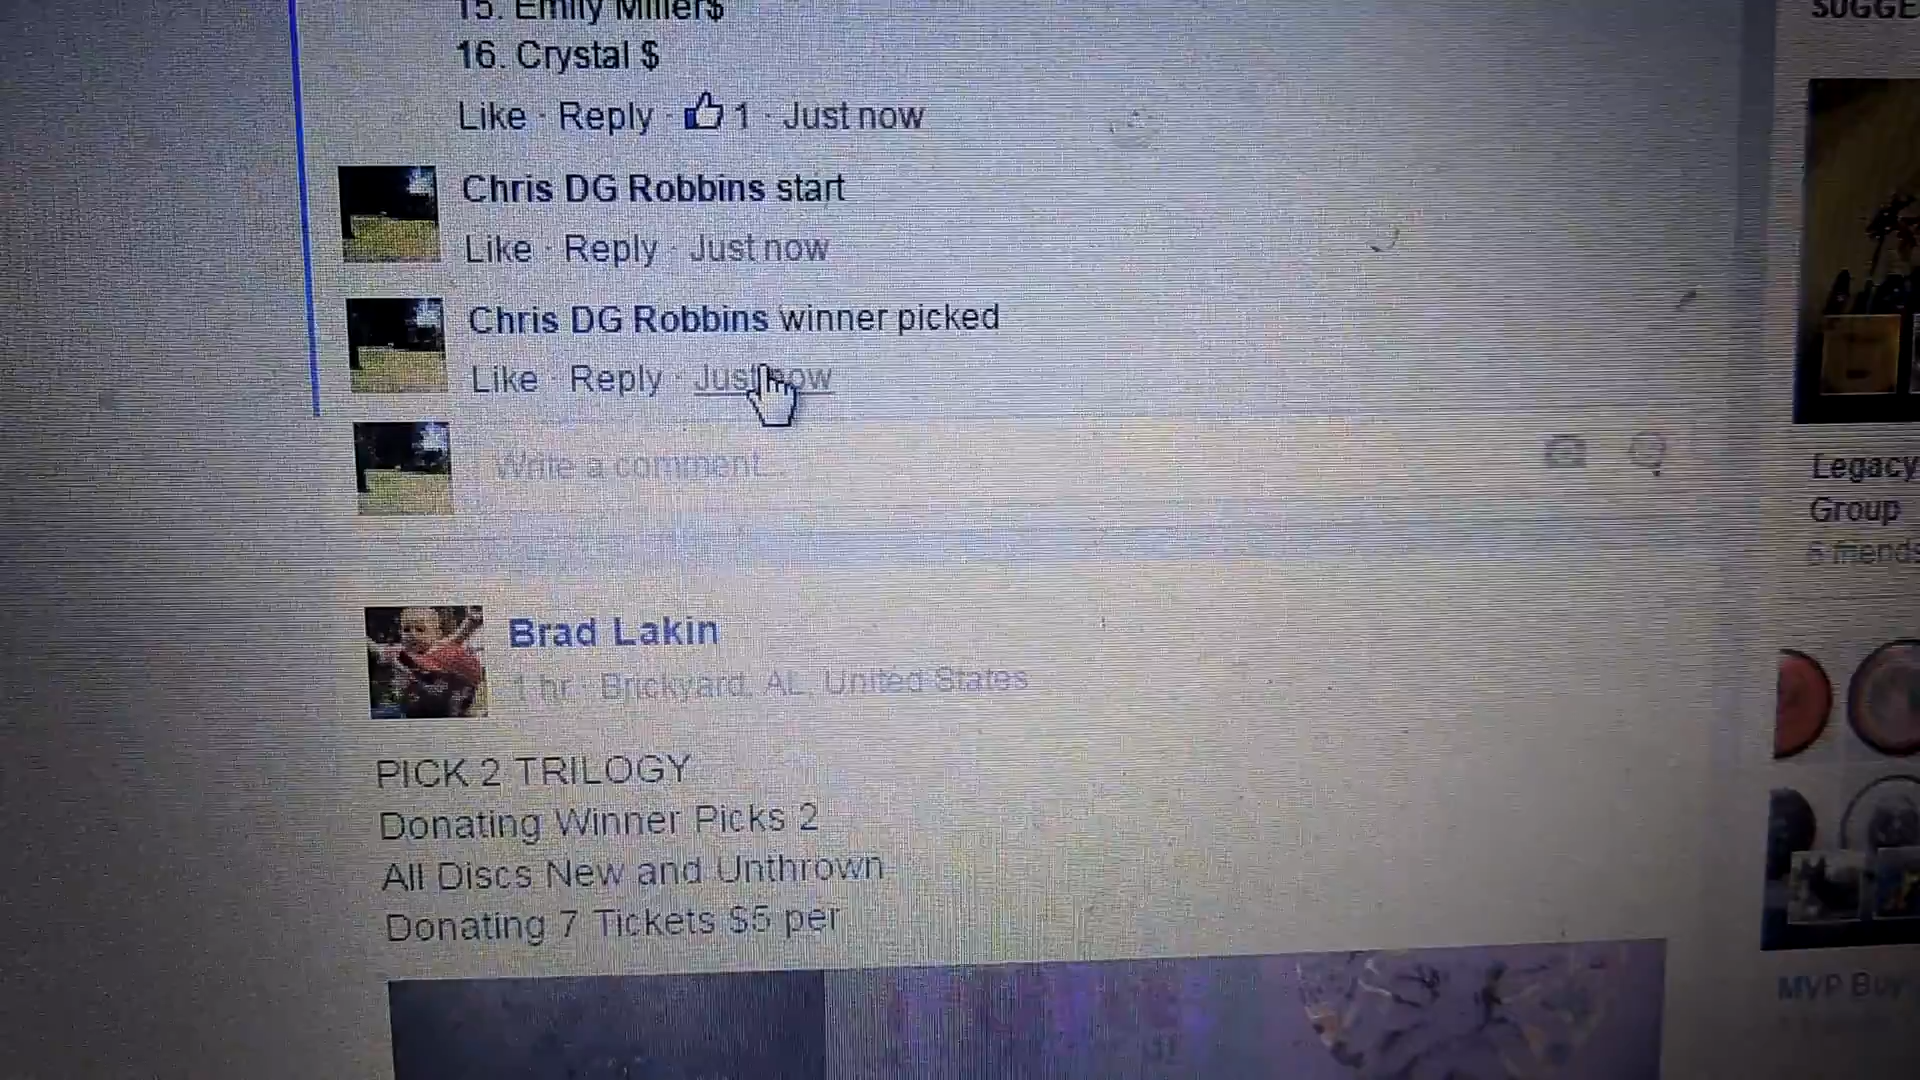 15. Emily Miller$
SUGGE
16. Crystal $
Like · Reply · 1 · Just now
Chris DG Robbins start
Like · Reply · Just now
Chris DG Robbins winner picked
Like · Reply · Just now
Write a comment...
Legacy
Group
6 friends
Brad Lakin
1 hr · Brickyard, AL, United States
PICK 2 TRILOGY
Donating Winner Picks 2
All Discs New and Unthrown
Donating 7 Tickets $5 per
MVP Buy